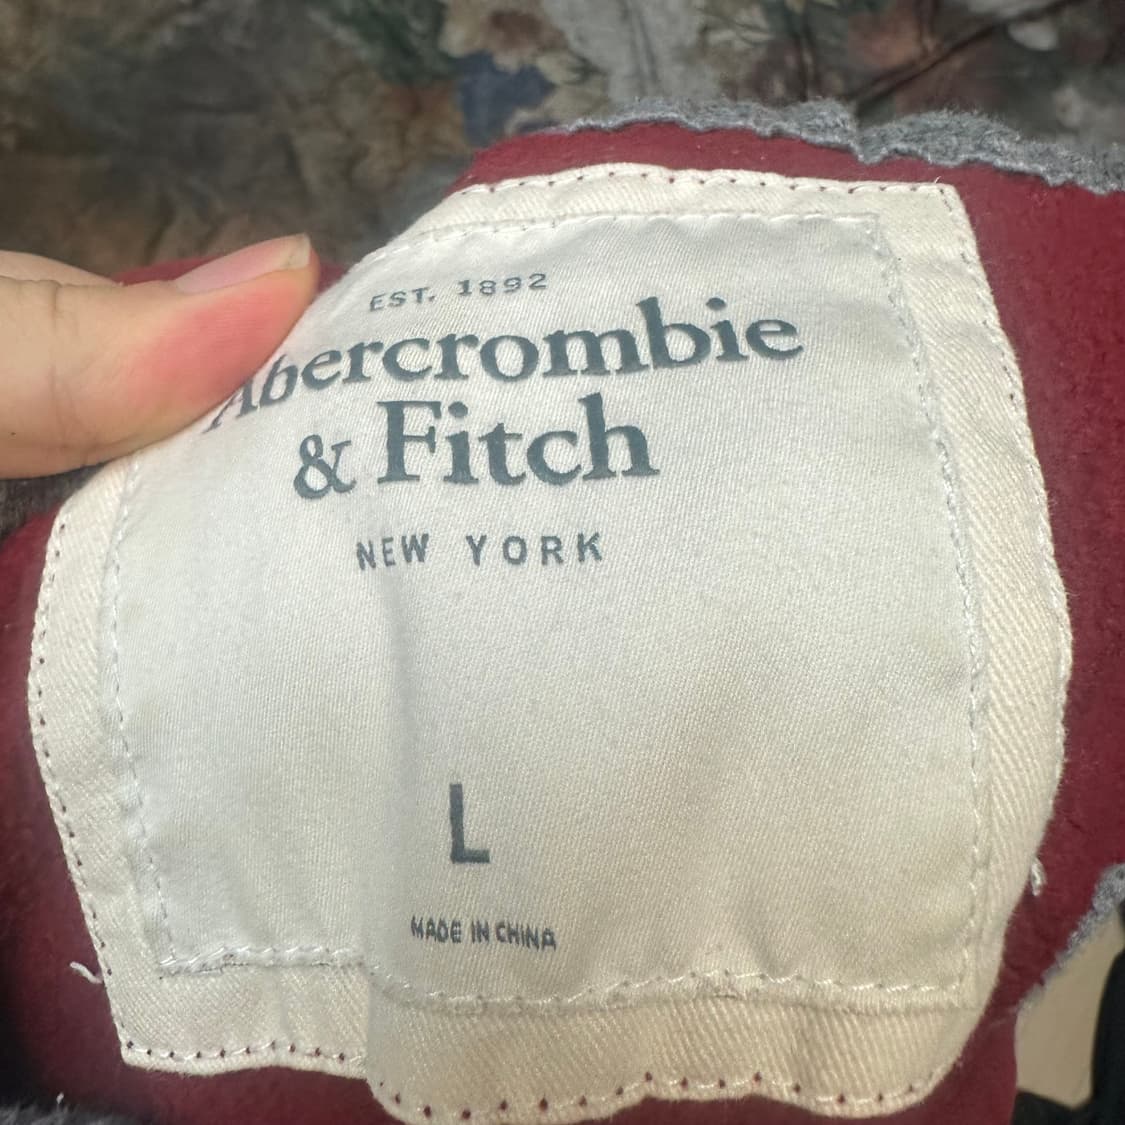 EST. 1892
Abercrombie
& Fitch
NEW YORK
L
MADE IN CHINA